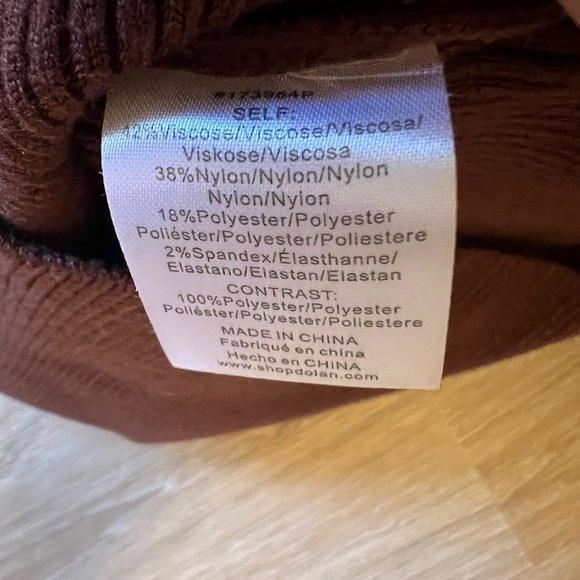 #173964P
SELF:
42%Viscose/Viscose/Viscosa/
Viskose/Viscosa
38%Nylon/Nylon/Nylon
Nylon/Nylon
18%Polyester/Polyester
Poliéster/Polyester/Poliestere
2%Spandex/Élasthanne/
Elastano/Elastan/Elastan
CONTRAST:
100%Polyester/Polyester
Poliéster/Polyester/Poliestere
MADE IN CHINA
Fabriqué en china
Hecho en CHINA
www.shopdolan.com